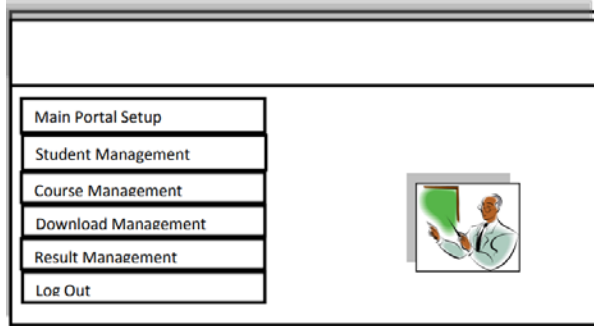 Main Portal Setup
Student Management
Course Management
Download Management
Result Management
Log Out